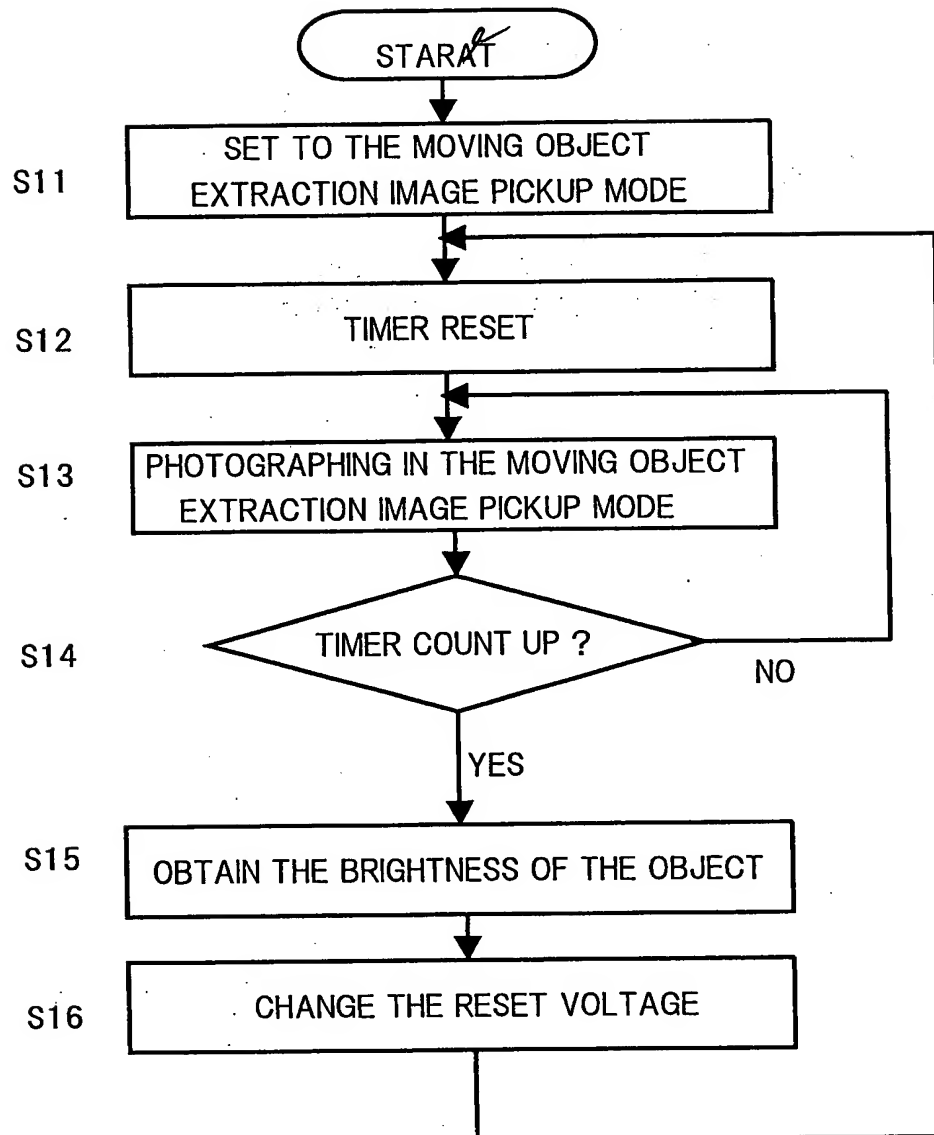 STARAT
SET TO THE MOVING OBJECT
EXTRACTION IMAGE PICKUP MODE
S11
TIMER RESET
S12
PHOTOGRAPHING IN THE MOVING OBJECT
EXTRACTION IMAGE PICKUP MODE
S13
TIMER COUNT UP ?
S14
NO
YES
S15
OBTAIN THE BRIGHTNESS OF THE OBJECT
S16
CHANGE THE RESET VOLTAGE